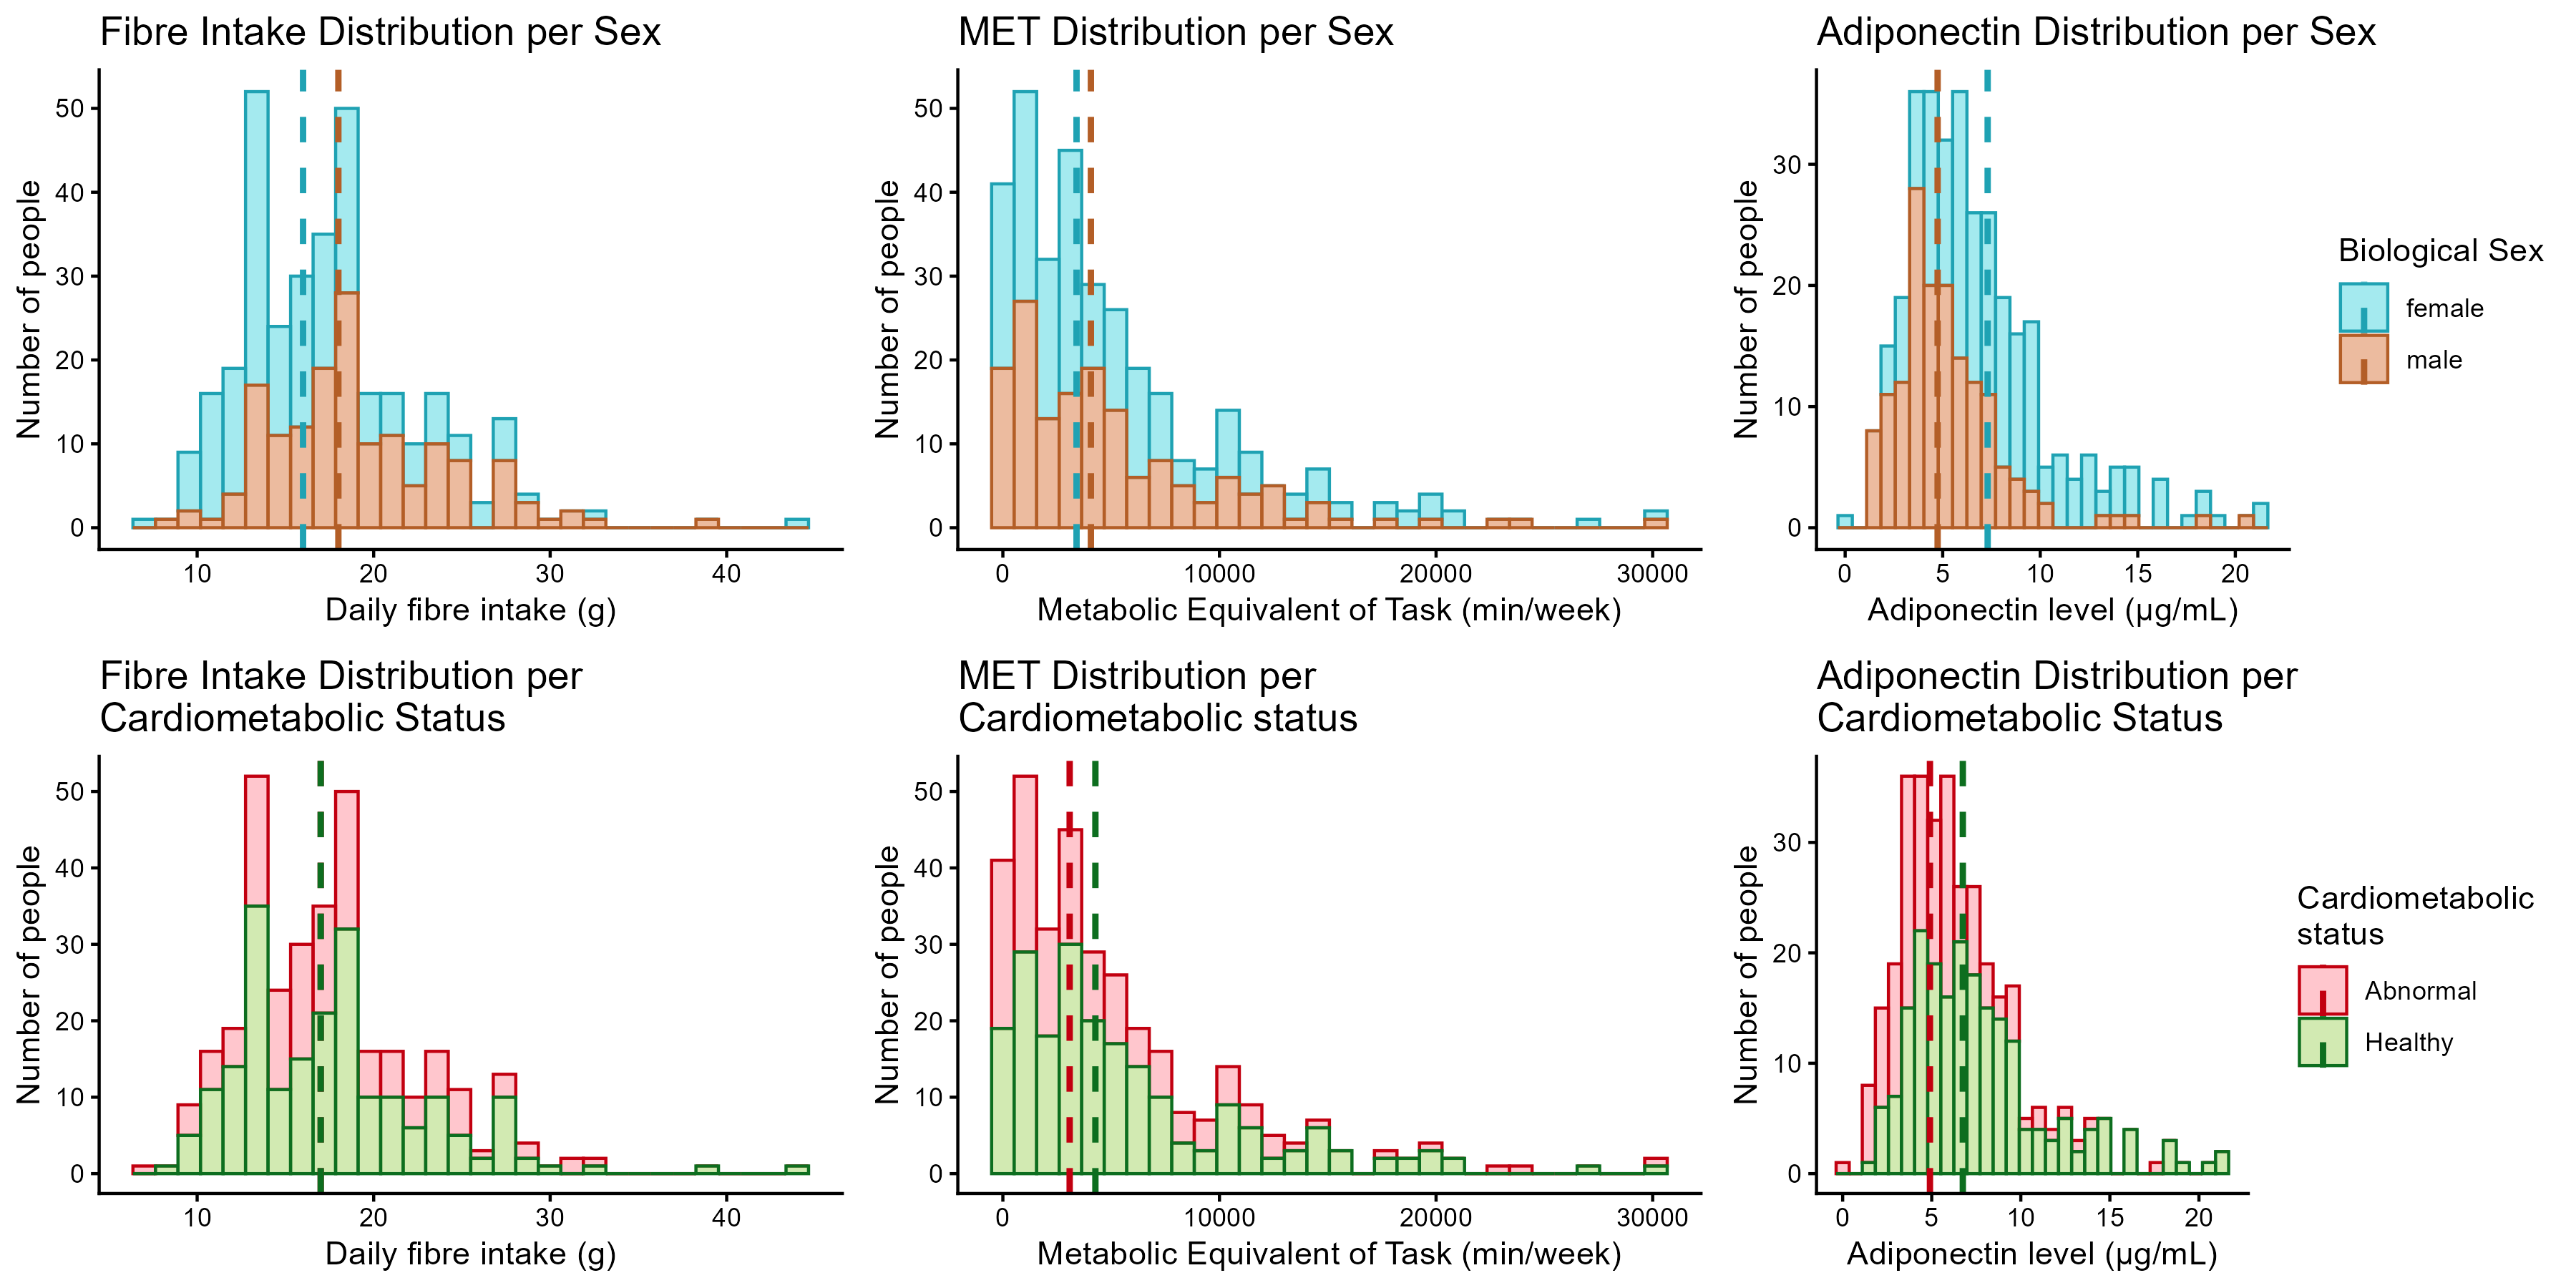 Fibre Intake Distribution per Sex
50
40
30
20
10
0
Number of people
10 20 30 40
Daily fibre intake (g)
MET Distribution per Sex
50
40
30
20
10
0
Number of people
0 10000 20000 30000
Metabolic Equivalent of Task (min/week)
Adiponectin Distribution per Sex
30
20
10
0
Number of people
0 5 10 15 20
Adiponectin level (µg/mL)
Biological Sex
female
male
Fibre Intake Distribution per
Cardiometabolic Status
50
40
30
20
10
0
Number of people
10 20 30 40
Daily fibre intake (g)
MET Distribution per
Cardiometabolic status
50
40
30
20
10
0
Number of people
0 10000 20000 30000
Metabolic Equivalent of Task (min/week)
Adiponectin Distribution per
Cardiometabolic Status
30
20
10
0
Number of people
0 5 10 15 20
Adiponectin level (µg/mL)
Cardiometabolic
status
Abnormal
Healthy